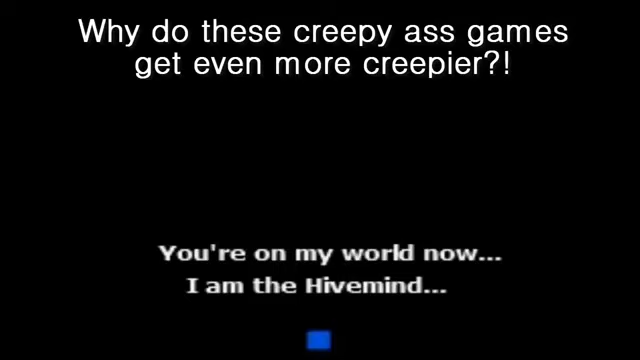 Why do these creepy ass games
get even more creepier?!
You're on my world now...
I am the Hivemind...